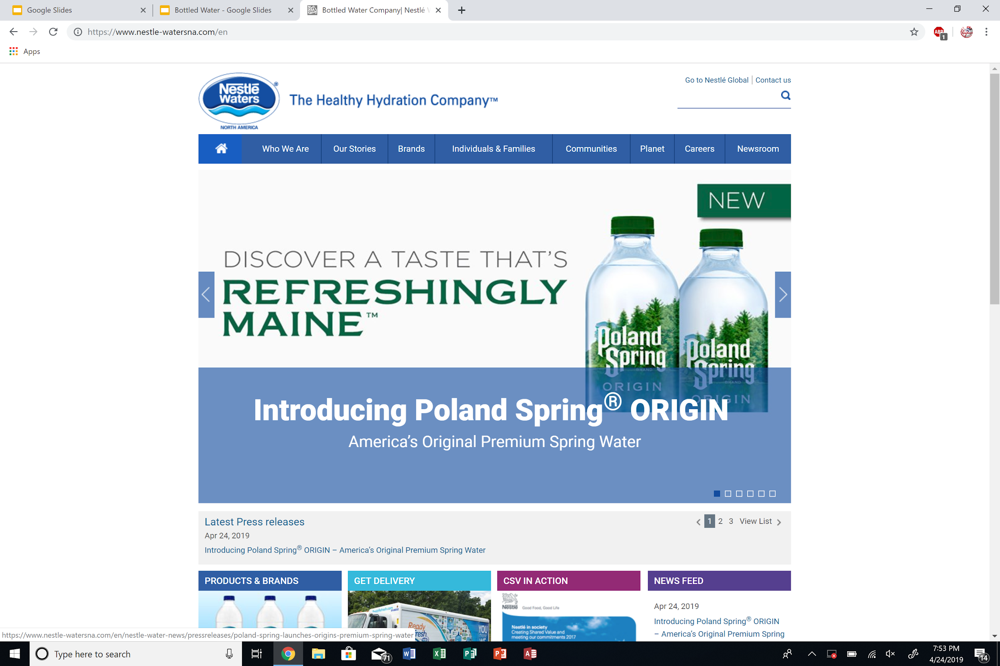 Google Slides
Bottled Water - Google Slides
Bottled Water Company| Nestlé
https://www.nestle-watersna.com/en
ABP
1
Apps
Nestlé
Waters
®
NORTH AMERICA
The Healthy Hydration Company™
Go to Nestlé Global | Contact us
Who We Are
Our Stories
Brands
Individuals & Families
Communities
Planet
Careers
Newsroom
NEW
DISCOVER A TASTE THAT'S
REFRESHINGLY
MAINE™
Poland
Spring
BRAND
ORIGIN
Poland
Spring
BRAND
ORIGIN
Introducing Poland Spring® ORIGIN
America's Original Premium Spring Water
Latest Press releases
1 2 3 View List
Apr 24, 2019
Introducing Poland Spring® ORIGIN – America's Original Premium Spring Water
PRODUCTS & BRANDS
GET DELIVERY
CSV IN ACTION
NEWS FEED
ReadyRefresh.com
Ready
YOU
Nestlé
Good Food, Good Life
Nestlé in society
Creating Shared Value and
meeting our commitments 2017
Apr 24, 2019
Introducing Poland Spring® ORIGIN
– America's Original Premium Spring
https://www.nestle-watersna.com/en/nestle-water-news/pressreleases/poland-spring-launches-origins-premium-spring-water
Type here to search
71
7:53 PM
4/24/2019
14